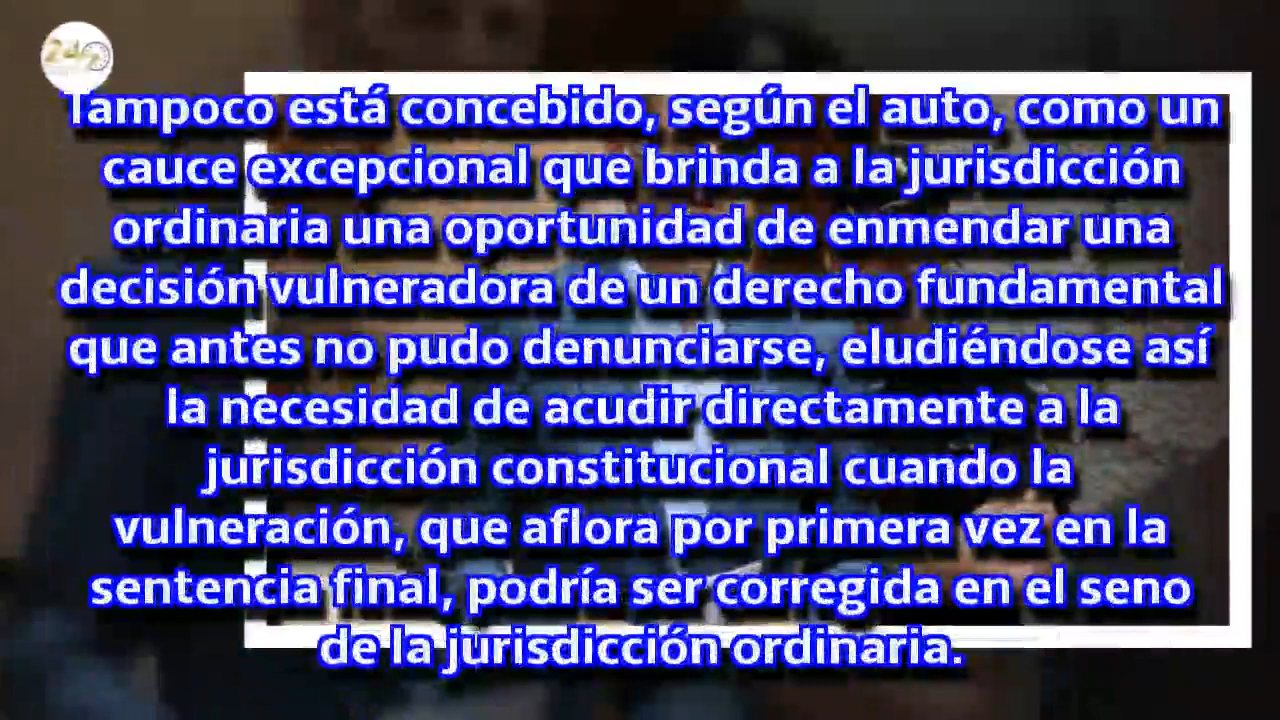 24
Tampoco está concebido, según el auto, como un
cauce excepcional que brinda a la jurisdicción
ordinaria una oportunidad de enmendar una
decisión vulneradora de un derecho fundamental
que antes no pudo denunciarse, eludiéndose así
la necesidad de acudir directamente a la
jurisdicción constitucional cuando la
vulneración, que aflora por primera vez en la
sentencia final, podría ser corregida en el seno
de la jurisdicción ordinaria.